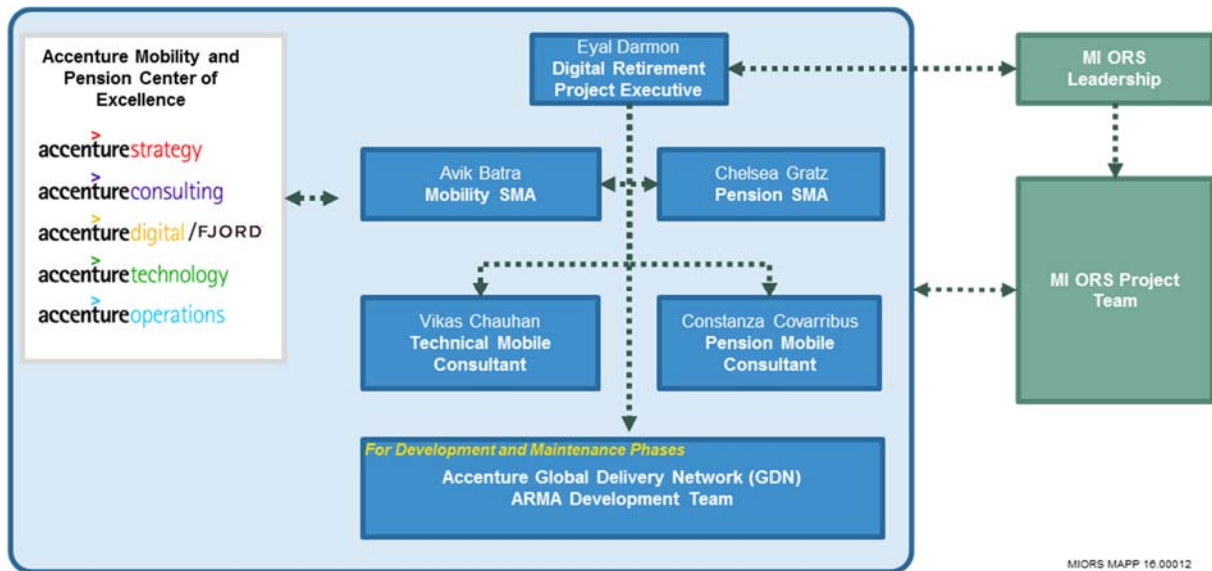 Accenture Mobility and
Pension Center of
Excellence
accenturestrategy
accentureconsulting
accenturedigital /FJORD
accenturetechnology
accentureoperations
Eyal Darmon
Digital Retirement
Project Executive
MI ORS
Leadership
Avik Batra
Mobility SMA
Chelsea Gratz
Pension SMA
MI ORS Project
Team
Vikas Chauhan
Technical Mobile
Consultant
Constanza Covarribus
Pension Mobile
Consultant
For Development and Maintenance Phases
Accenture Global Delivery Network (GDN)
ARMA Development Team
MIORS MAPP 16.00012